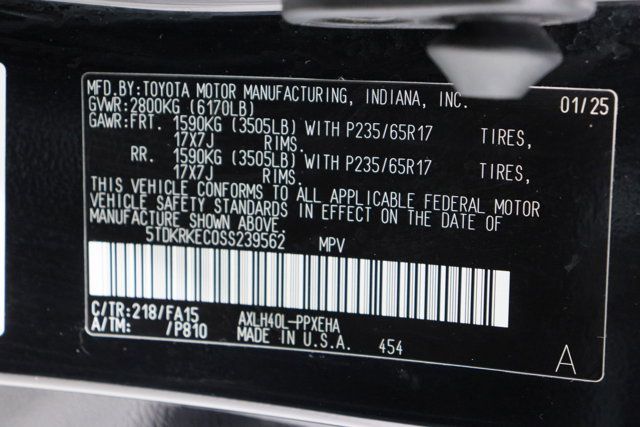 MFD.BY:TOYOTA MOTOR MANUFACTURING, INDIANA, INC. 01/25
GVWR:2800KG (6170LB)
GAWR:FRT. 1590KG (3505LB) WITH P235/65R17 TIRES,
17X7J RIMS.
RR. 1590KG (3505LB) WITH P235/65R17 TIRES,
17X7J RIMS.
THIS VEHICLE CONFORMS TO ALL APPLICABLE FEDERAL MOTOR
VEHICLE SAFETY STANDARDS IN EFFECT ON THE DATE OF
MANUFACTURE SHOWN ABOVE.
5TDKRKEC0SS239562 MPV
C/TR:218/FA15 AXLH40L-PPXEHA
A/TM: /P810 MADE IN U.S.A. 454
A